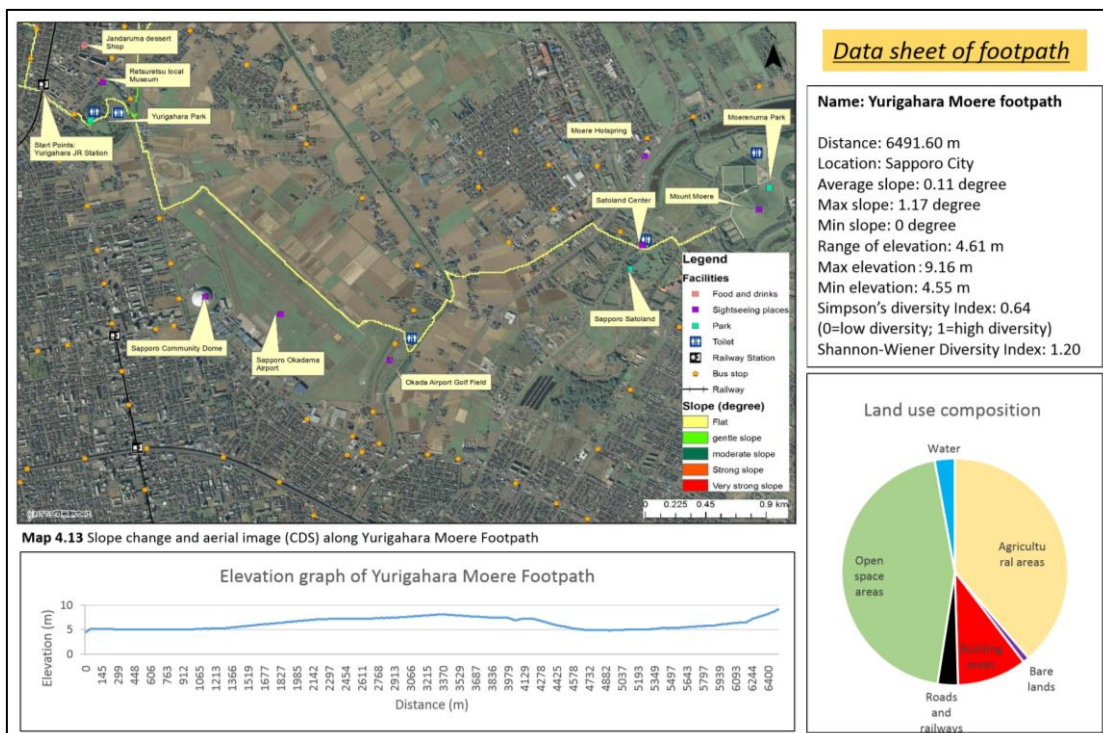 Jandaruma dessert
Shop
Retsuretsu local
Museum
Yurigahara Park
Start Points:
Yurigahara JR Station
Moere Hotspring
Moerenuma Park
Mount Moere
Satoland Center
Sapporo Satoland
Sapporo Community Dome
Sapporo Okadama
Airport
Okada Airport Golf Field
Legend
Facilities
Food and drinks
Sightseeing places
Park
Toilet
Railway Station
Bus stop
Railway
Slope (degree)
Flat
gentle slope
moderate slope
Strong slope
Very strong slope
0 0.225 0.45 0.9 km
Map 4.13 Slope change and aerial image (CDS) along Yurigahara Moere Footpath
Elevation graph of Yurigahara Moere Footpath
Elevation (m)
10
5
0
0 145 299 448 606 763 912 1065 1213 1366 1519 1677 1827 1985 2142 2297 2454 2611 2768 2913 3066 3215 3370 3529 3687 3836 3979 4129 4278 4425 4578 4732 4882 5037 5193 5349 5497 5643 5797 5939 6093 6244 6400
Distance (m)
Data sheet of footpath
Name: Yurigahara Moere footpath
Distance: 6491.60 m
Location: Sapporo City
Average slope: 0.11 degree
Max slope: 1.17 degree
Min slope: 0 degree
Range of elevation: 4.61 m
Max elevation : 9.16 m
Min elevation: 4.55 m
Simpson’s diversity Index: 0.64
(0=low diversity; 1=high diversity)
Shannon-Wiener Diversity Index: 1.20
Land use composition
Water
Agricultu
ral areas
Open
space
areas
Building
areas
Bare
lands
Roads
and
railways